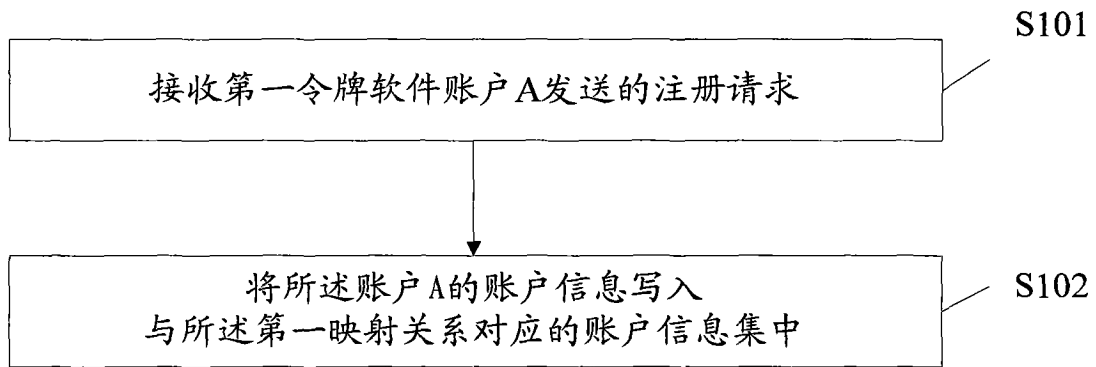 S101
接收第一令牌软件账户A发送的注册请求
将所述账户A的账户信息写入
与所述第一映射关系对应的账户信息集中
S102